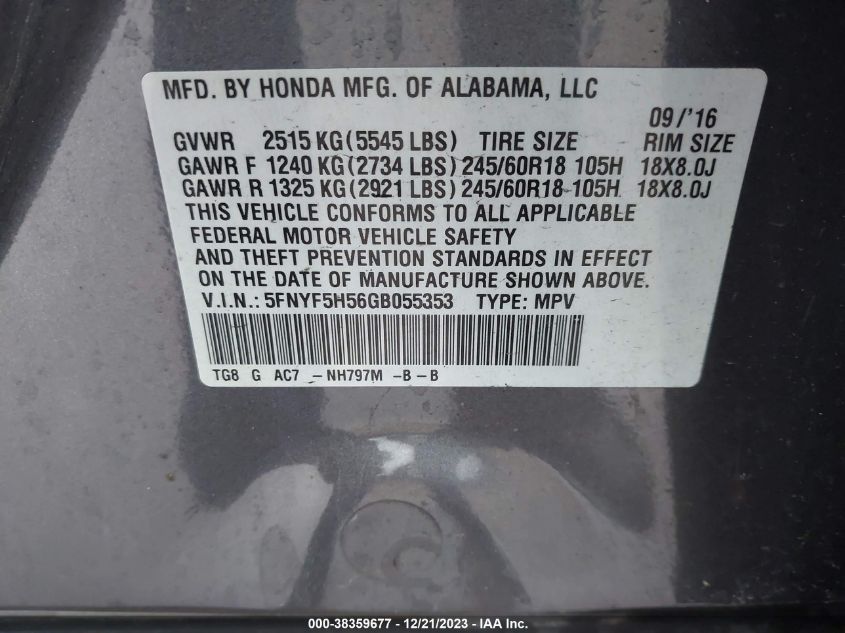 MFD. BY HONDA MFG. OF ALABAMA, LLC
09/'16
GVWR 2515 KG(5545 LBS) TIRE SIZE RIM SIZE
GAWR F 1240 KG(2734 LBS) 245/60R18 105H 18X8.0J
GAWR R 1325 KG(2921 LBS) 245/60R18 105H 18X8.0J
THIS VEHICLE CONFORMS TO ALL APPLICABLE
FEDERAL MOTOR VEHICLE SAFETY
AND THEFT PREVENTION STANDARDS IN EFFECT
ON THE DATE OF MANUFACTURE SHOWN ABOVE.
V.I.N.: 5FNYF5H56GB055353 TYPE: MPV
TG8 G AC7 -NH797M -B-B
000-38359677 - 12/21/2023 - IAA Inc.